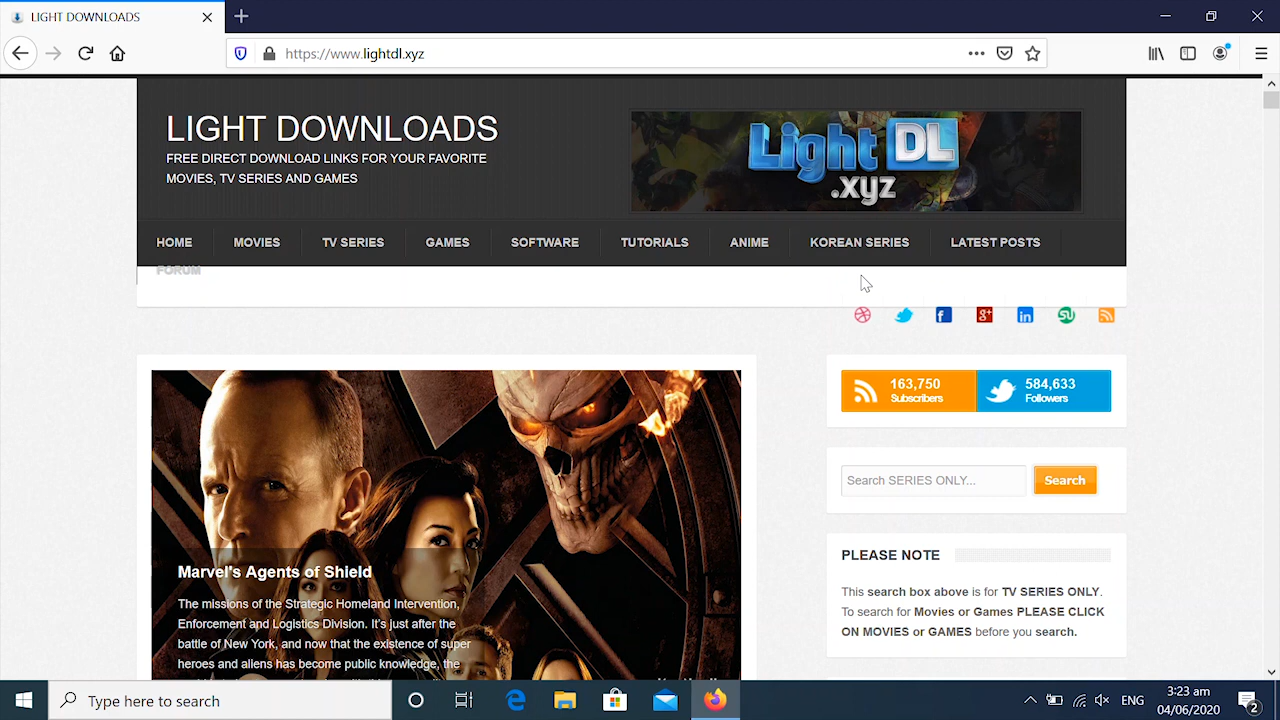 LIGHT DOWNLOADS
https://www.lightdl.xyz
LIGHT DOWNLOADS
FREE DIRECT DOWNLOAD LINKS FOR YOUR FAVORITE
MOVIES, TV SERIES AND GAMES
Light DL
.xyz
HOME MOVIES TV SERIES GAMES SOFTWARE TUTORIALS ANIME KOREAN SERIES LATEST POSTS
FORUM
163,750
Subscribers
584,633
Followers
Search SERIES ONLY...
Search
PLEASE NOTE
This search box above is for TV SERIES ONLY.
To search for Movies or Games PLEASE CLICK
ON MOVIES or GAMES before you search.
Marvel's Agents of Shield
The missions of the Strategic Homeland Intervention,
Enforcement and Logistics Division. It's just after the
battle of New York, and now that the existence of super
heroes and aliens has become public knowledge, the
Type here to search
ENG
3:23 am
04/06/2020
2